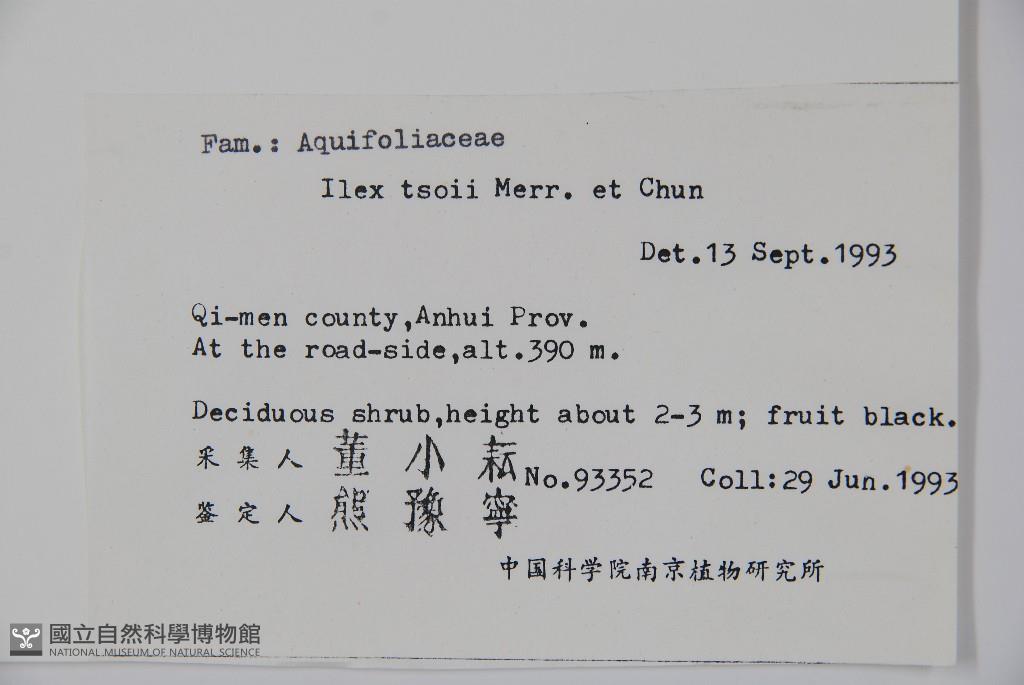 Fam.: Aquifoliaceae
Ilex tsoii Merr. et Chun
Det.13 Sept.1993
Qi-men county,Anhui Prov.
At the road-side,alt.390 m.
Deciduous shrub,height about 2-3 m; fruit black.
采集人 董小耘 No.93352 Coll:29 Jun.1993
鉴定人 熊豫寧
中国科学院南京植物研究所
國立自然科學博物館
NATIONAL MUSEUM OF NATURAL SCIENCE